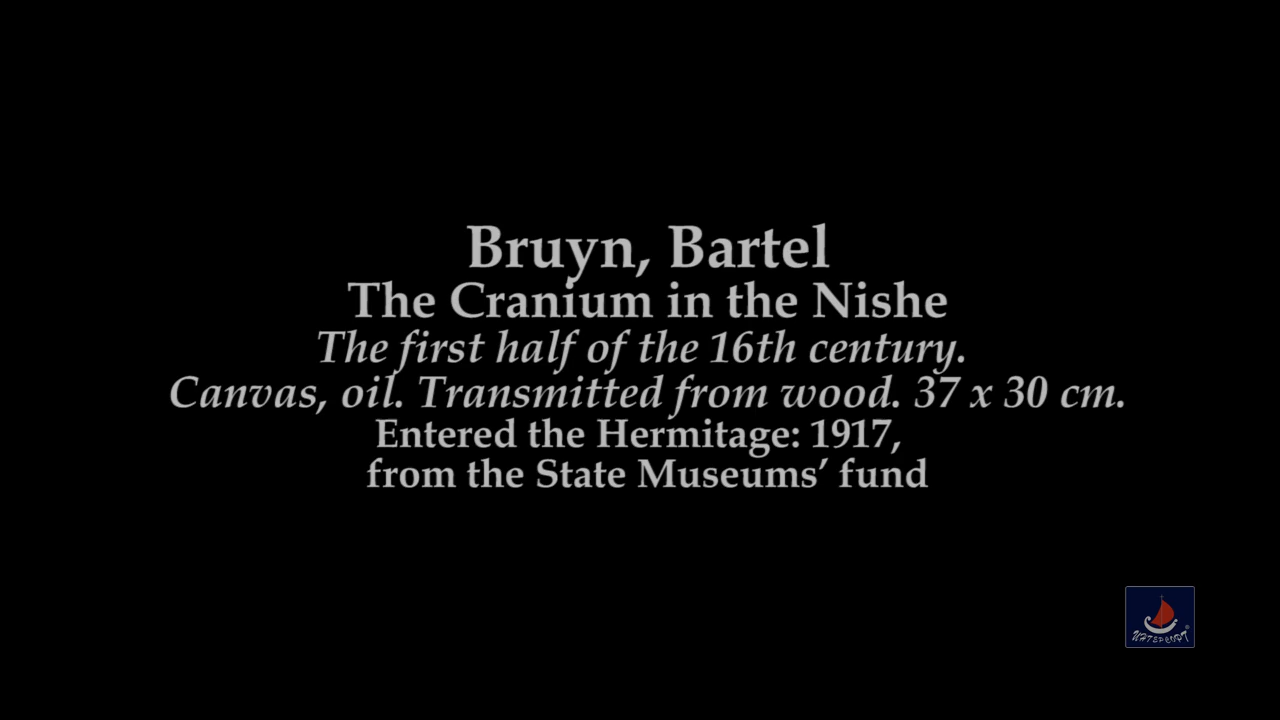 Bruyn, Bartel
The Cranium in the Nishe
The first half of the 16th century.
Canvas, oil. Transmitted from wood. 37 x 30 cm.
Entered the Hermitage: 1917,
from the State Museums’ fund